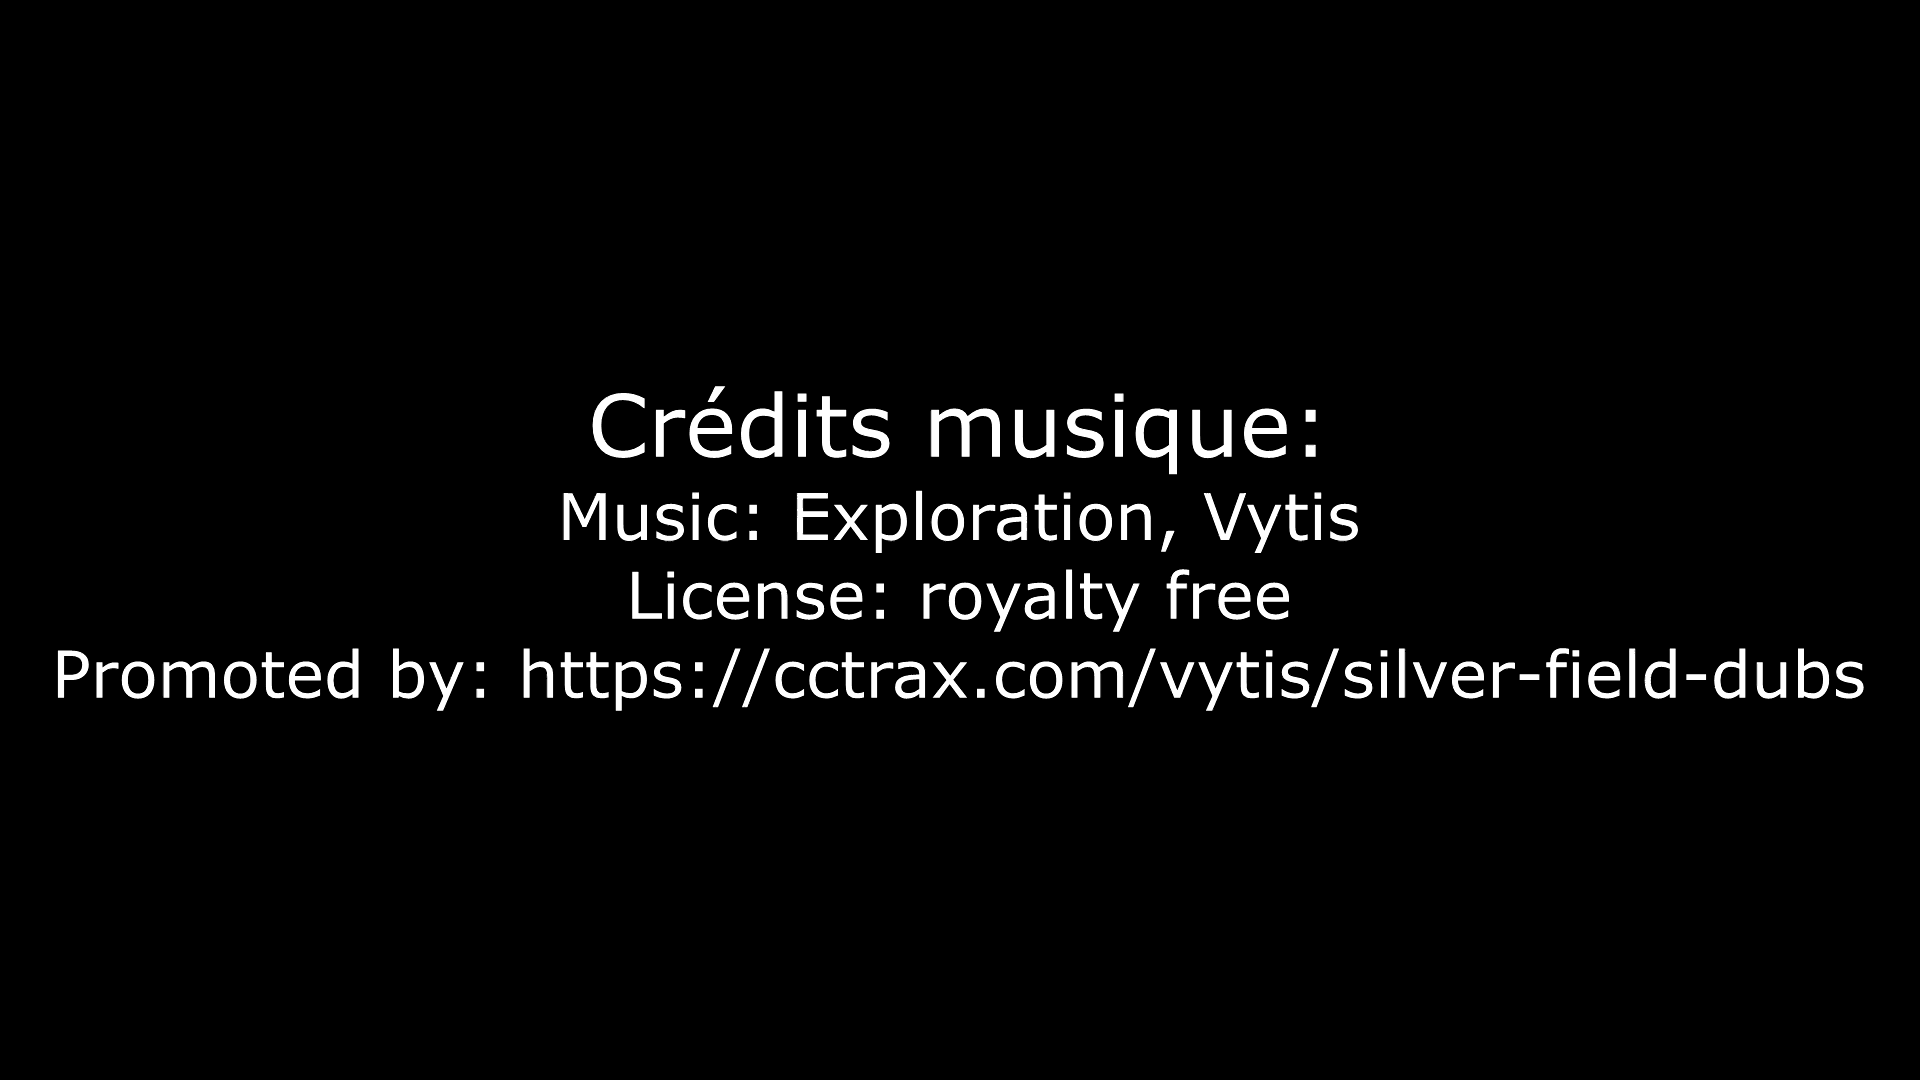 Crédits musique:
Music: Exploration, Vytis
License: royalty free
Promoted by: https://cctrax.com/vytis/silver-field-dubs